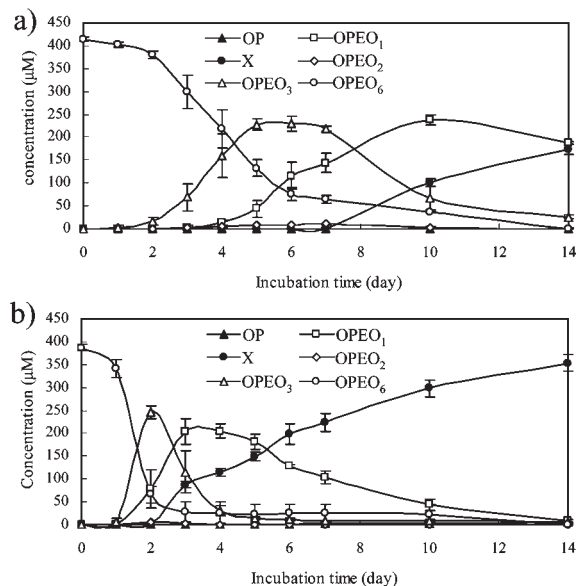 a)
450
400
350
300
250
200
150
100
50
0
concentration (μM)
OP
OPEO1
X
OPEO2
OPEO3
OPEO6
0 2 4 6 8 10 12 14
Incubation time (day)
b)
450
400
350
300
250
200
150
100
50
0
Concentration (μM)
OP
OPEO1
X
OPEO2
OPEO3
OPEO6
0 2 4 6 8 10 12 14
Incubation time (day)